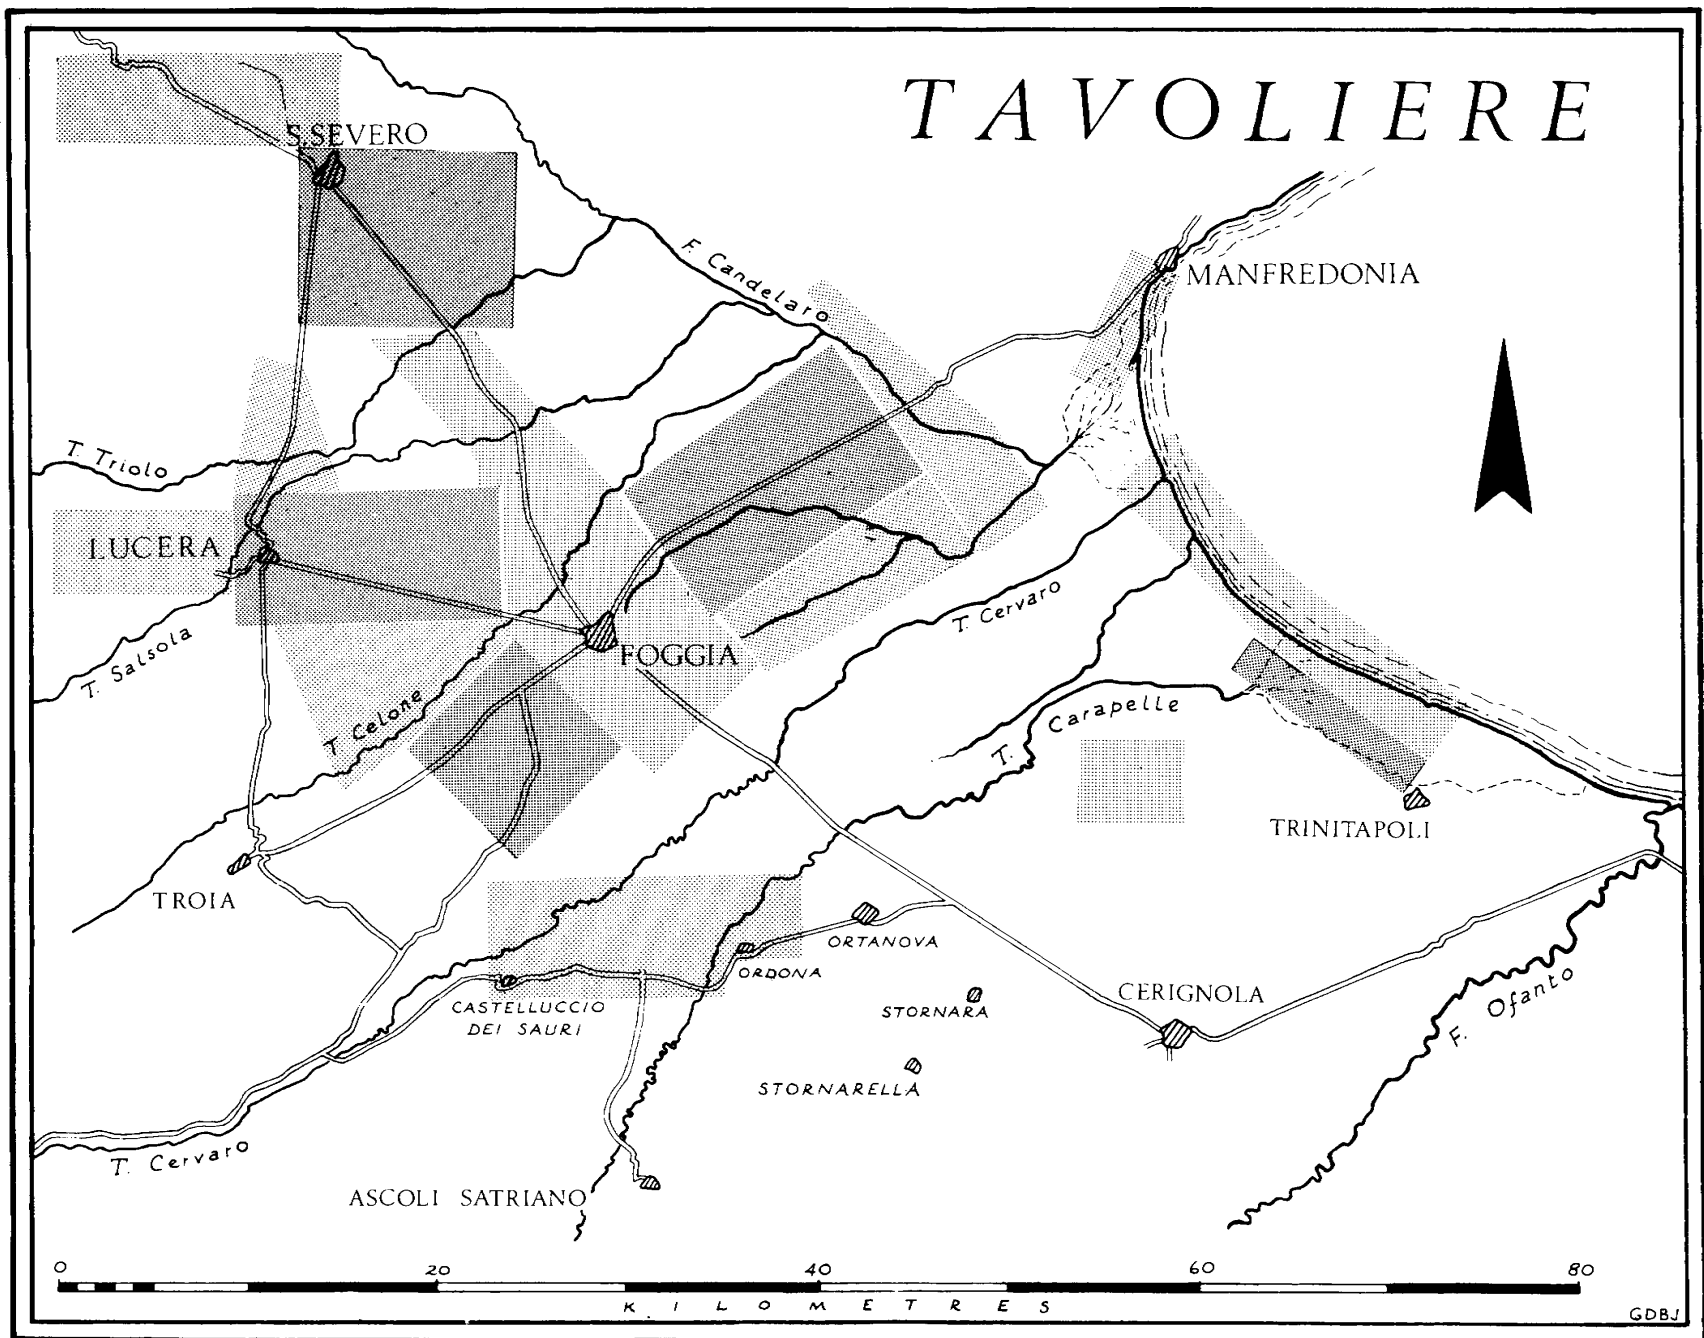 TAVOLIERE
S.SEVERO
F. Candelaro
MANFREDONIA
T. Triolo
LUCERA
T. Salsola
T. Cervaro
FOGGIA
T. Celone
T. Carapelle
TRINITAPOLI
TROIA
ORTANOVA
ORDONA
CASTELLUCCIO
DEI SAURI
STORNARA
CERIGNOLA
F. Ofanto
STORNARELLA
T. Cervaro
ASCOLI SATRIANO
0 20 40 60 80
KILOMETRES
GDBJ